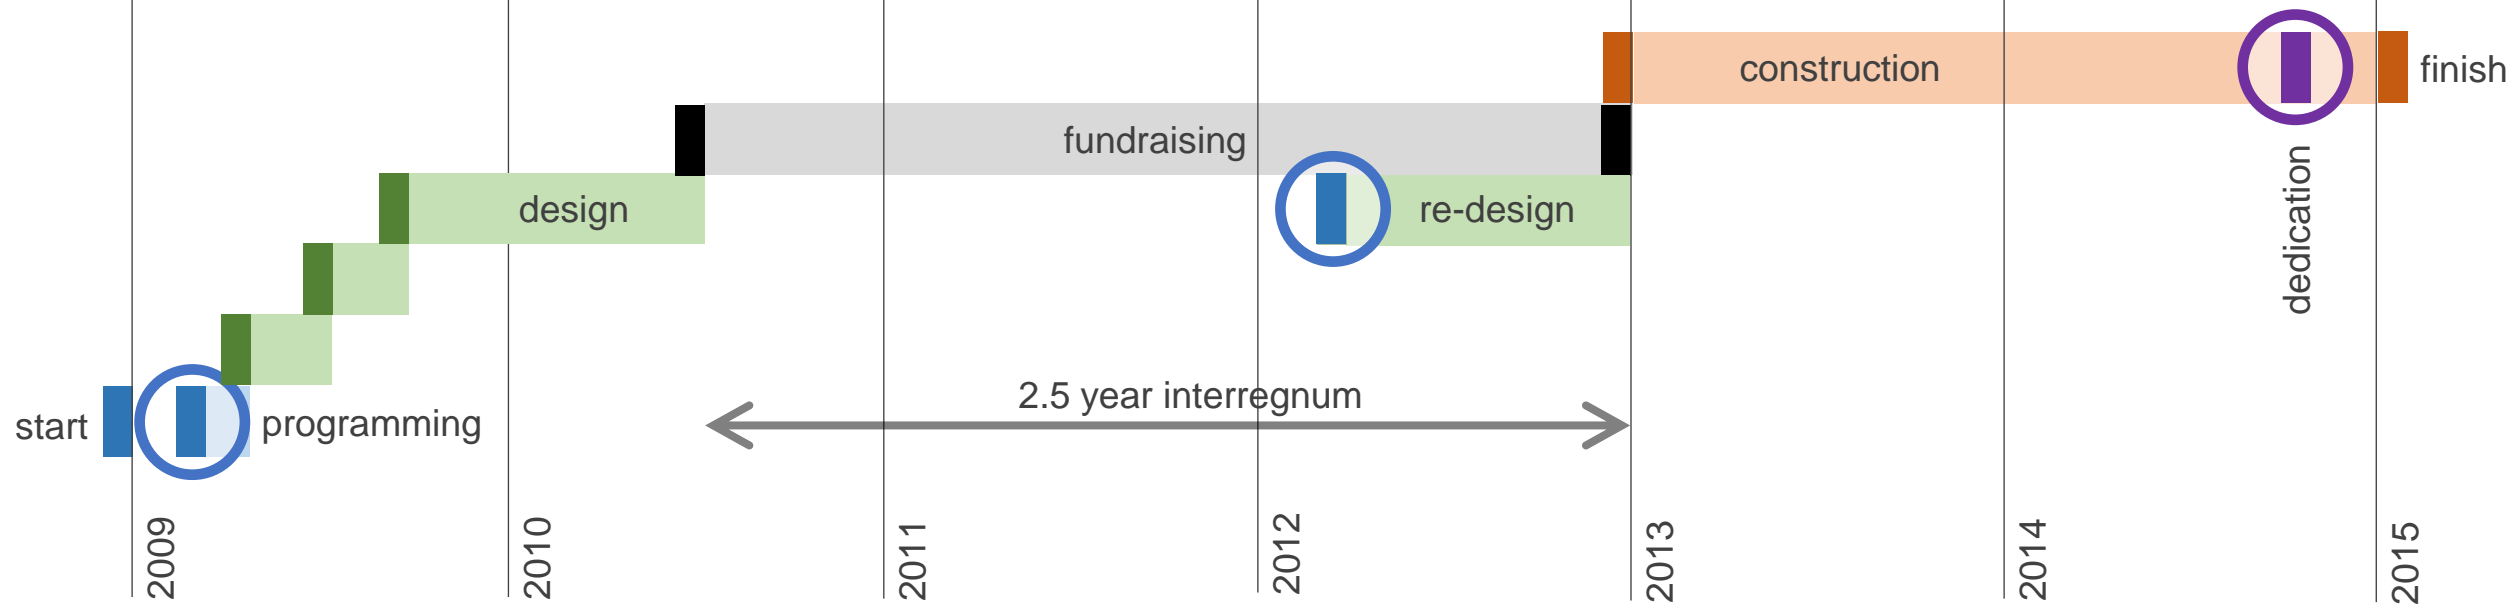 construction
finish
fundraising
design
re-design
dedication
2.5 year interregnum
start
programming
2009
2010
2011
2012
2013
2014
2015